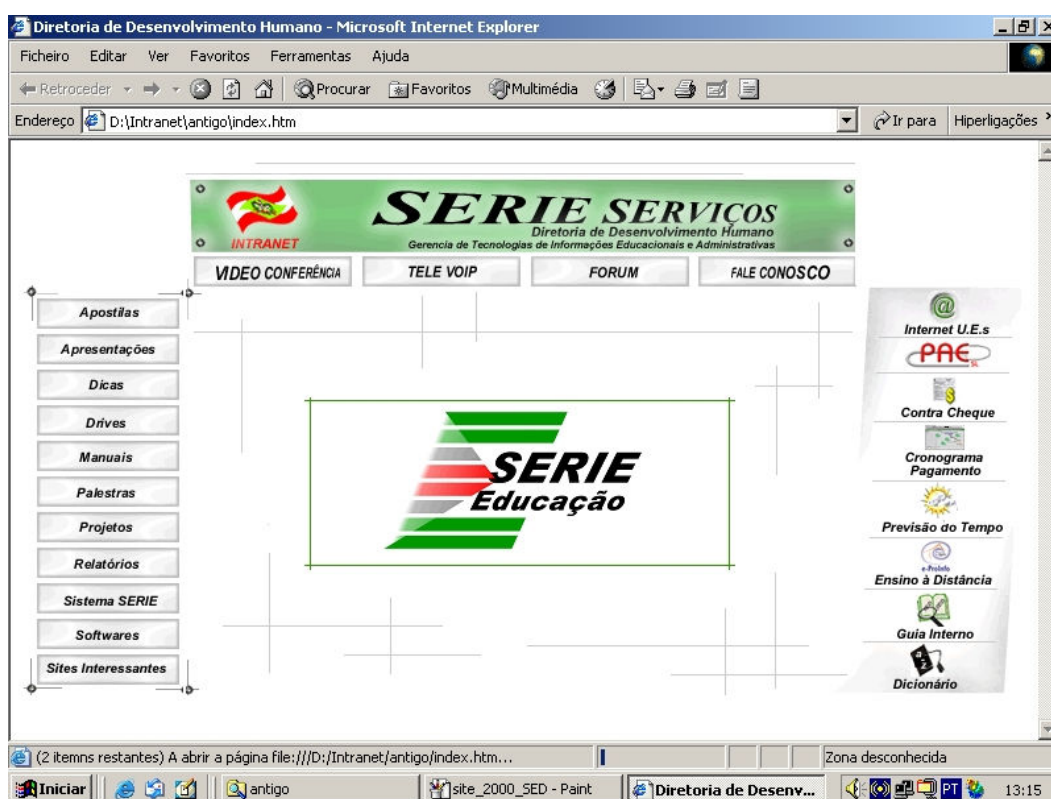 Diretoria de Desenvolvimento Humano - Microsoft Internet Explorer
Ficheiro Editar Ver Favoritos Ferramentas Ajuda
Retroceder Procurar Favoritos Multimédia
Endereço D:\Intranet\antigo\index.htm Ir para Hiperligações »
SERIE SERVIÇOS
Diretoria de Desenvolvimento Humano
INTRANET Gerencia de Tecnologias de Informações Educacionais e Administrativas
VIDEO CONFERÊNCIA TELE VOIP FORUM FALE CONOSCO
Apostilas
Apresentações
Dicas
Drives
Manuais
Palestras
Projetos
Relatórios
Sistema SERIE
Softwares
Sites Interessantes
SERIE
Educação
@
Internet U.E.s
PAE
SC
Contra Cheque
Cronograma
Pagamento
Previsão do Tempo
e-ProInfo
Ensino à Distância
Guia Interno
Dicionário
(2 itemns restantes) A abrir a página file:///D:/Intranet/antigo/index.htm... Zona desconhecida
Iniciar antigo site_2000_SED - Paint Diretoria de Desenv... PT 13:15